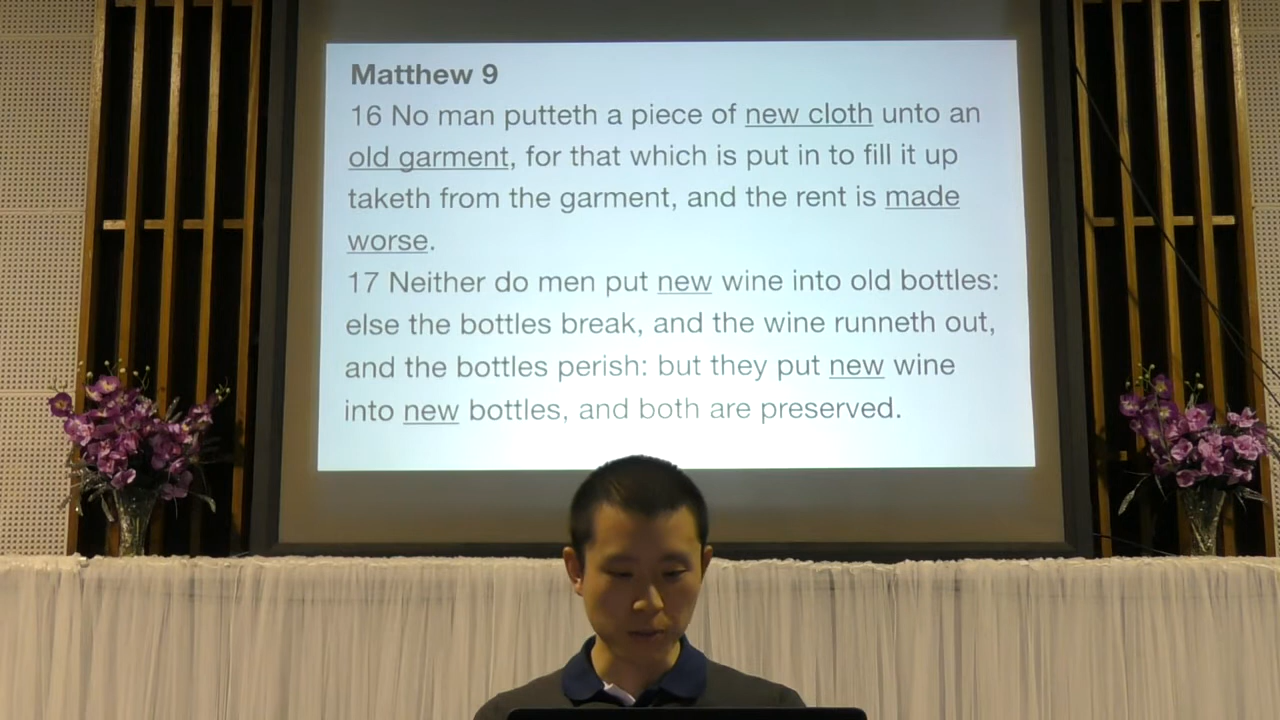 Matthew 9
16 No man putteth a piece of new cloth unto an
old garment, for that which is put in to fill it up
taketh from the garment, and the rent is made
worse.
17 Neither do men put new wine into old bottles:
else the bottles break, and the wine runneth out,
and the bottles perish: but they put new wine
into new bottles, and both are preserved.